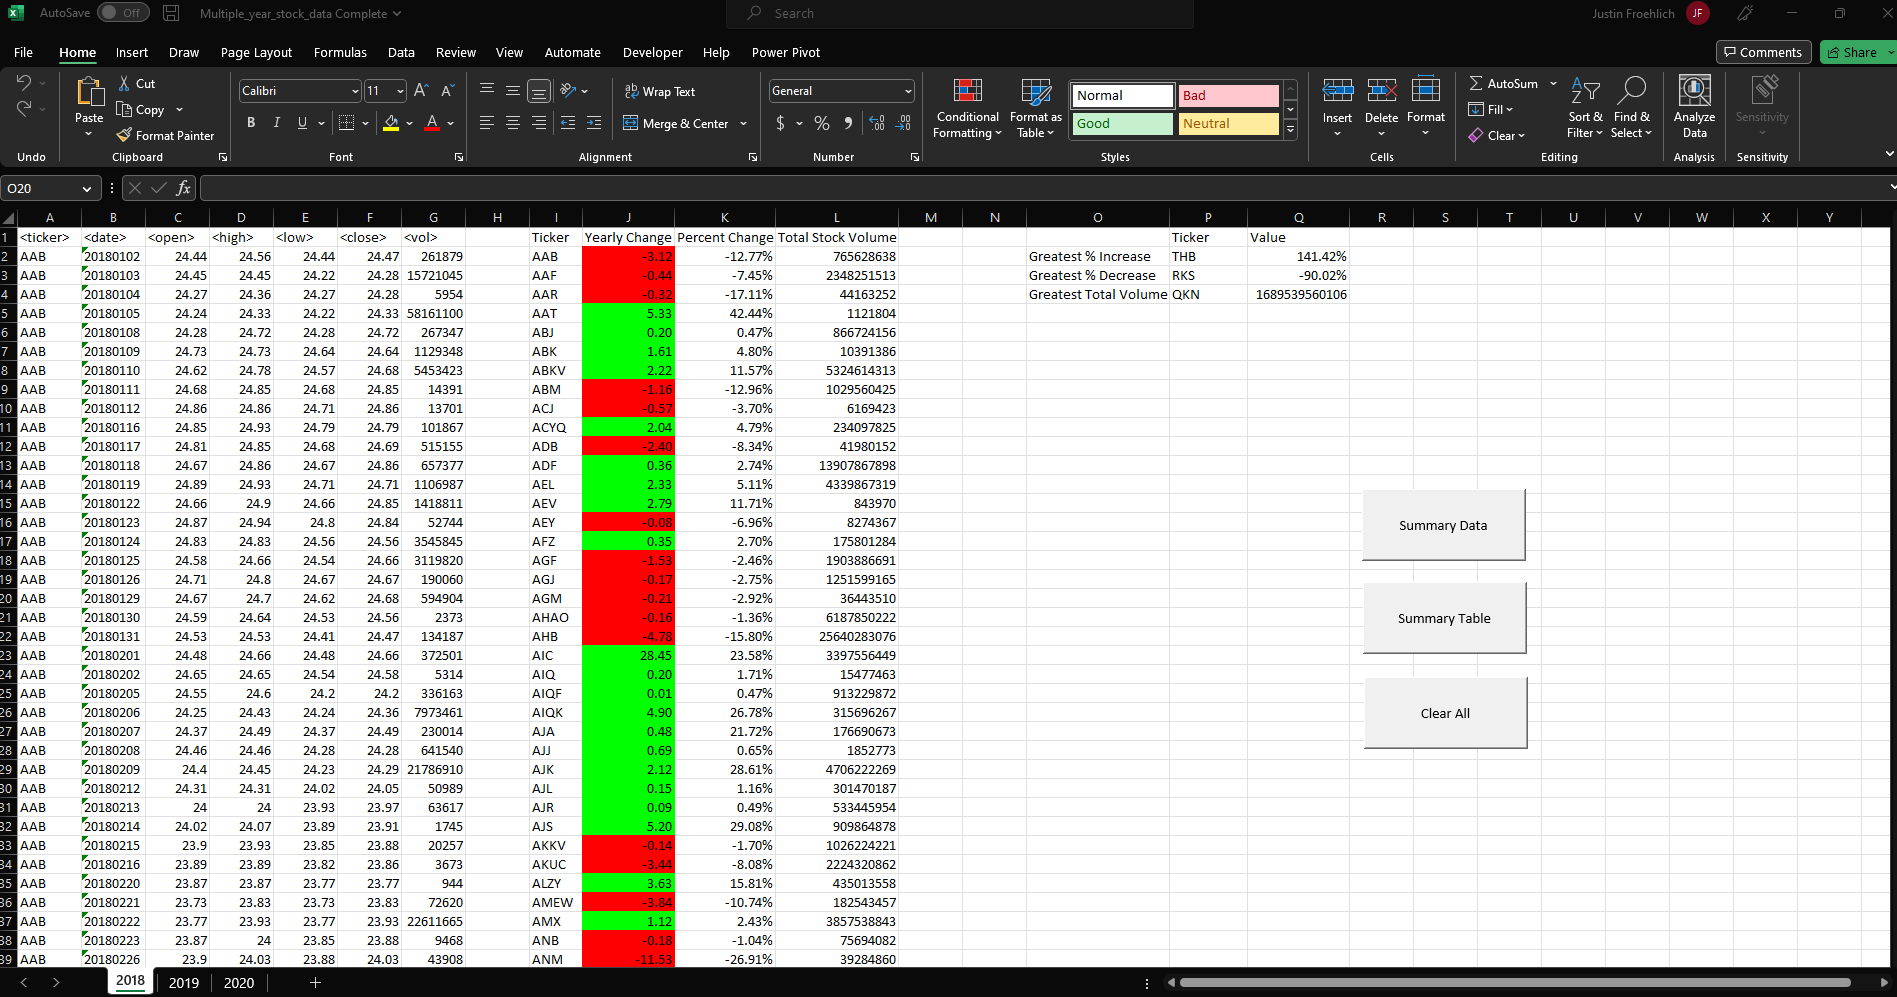 AutoSave Off Multiple_year_stock_data Complete Search Justin Froehlich JF
File Home Insert Draw Page Layout Formulas Data Review View Automate Developer Help Power Pivot Comments Share
Cut Calibri 11 Wrap Text General Normal Bad AutoSum
Paste Copy Conditional Formatting Format as Table Good Neutral Insert Delete Format Fill Sort & Filter Find & Select Analyze Data Sensitivity
Format Painter B I U Merge & Center $ % Clear
Undo Clipboard Font Alignment Number Styles Cells Editing Analysis Sensitivity
O20 fx
A B C D E F G H I J K L M N O P Q R S T U V W X Y
1 <ticker> <date> <open> <high> <low> <close> <vol> Ticker Yearly Change Percent Change Total Stock Volume Ticker Value
2 AAB 20180102 24.44 24.56 24.44 24.47 261879 AAB -3.12 -12.77% 765628638 Greatest % Increase THB 141.42%
3 AAB 20180103 24.45 24.45 24.22 24.28 15721045 AAF -0.44 -7.45% 2348251513 Greatest % Decrease RKS -90.02%
4 AAB 20180104 24.27 24.36 24.27 24.28 5954 AAR -0.32 -17.11% 44163252 Greatest Total Volume QKN 1689539560106
5 AAB 20180105 24.24 24.33 24.22 24.33 58161100 AAT 5.33 42.44% 1121804
6 AAB 20180108 24.28 24.72 24.28 24.72 267347 ABJ 0.20 0.47% 866724156
7 AAB 20180109 24.73 24.73 24.64 24.64 1129348 ABK 1.61 4.80% 10391386
8 AAB 20180110 24.62 24.78 24.57 24.68 5453423 ABKV 2.22 11.57% 5324614313
9 AAB 20180111 24.68 24.85 24.68 24.85 14391 ABM -1.16 -12.96% 1029560425
10 AAB 20180112 24.86 24.86 24.71 24.86 13701 ACJ -0.57 -3.70% 6169423
11 AAB 20180116 24.85 24.93 24.79 24.79 101867 ACYQ 2.04 4.79% 234097825
12 AAB 20180117 24.81 24.85 24.68 24.69 515155 ADB -2.40 -8.34% 41980152
13 AAB 20180118 24.67 24.86 24.67 24.86 657377 ADF 0.36 2.74% 13907867898
14 AAB 20180119 24.89 24.93 24.71 24.71 1106987 AEL 2.33 5.11% 4339867319
15 AAB 20180122 24.66 24.9 24.66 24.85 1418811 AEV 2.79 11.71% 843970
16 AAB 20180123 24.87 24.94 24.8 24.84 52744 AEY -0.08 -6.96% 8274367
17 AAB 20180124 24.83 24.83 24.56 24.56 3545845 AFZ 0.35 2.70% 175801284
18 AAB 20180125 24.58 24.66 24.54 24.66 3119820 AGF -1.53 -2.46% 1903886691
19 AAB 20180126 24.71 24.8 24.67 24.67 190060 AGJ -0.17 -2.75% 1251599165
20 AAB 20180129 24.67 24.7 24.62 24.68 594904 AGM -0.21 -2.92% 36443510
21 AAB 20180130 24.59 24.64 24.53 24.56 2373 AHAO -0.16 -1.36% 6187850222
22 AAB 20180131 24.53 24.53 24.41 24.47 134187 AHB -4.78 -15.80% 25640283076
23 AAB 20180201 24.48 24.66 24.48 24.66 372501 AIC 28.45 23.58% 3397556449
24 AAB 20180202 24.65 24.65 24.54 24.58 5314 AIQ 0.20 1.71% 15477463
25 AAB 20180205 24.55 24.6 24.2 24.2 336163 AIQF 0.01 0.47% 913229872
26 AAB 20180206 24.25 24.43 24.24 24.36 7973461 AIQK 4.90 26.78% 315696267
27 AAB 20180207 24.37 24.49 24.37 24.49 230014 AJA 0.48 21.72% 176690673
28 AAB 20180208 24.46 24.46 24.28 24.28 641540 AJJ 0.69 0.65% 1852773
29 AAB 20180209 24.4 24.45 24.23 24.29 21786910 AJK 2.12 28.61% 4706222269
30 AAB 20180212 24.31 24.31 24.02 24.05 50989 AJL 0.15 1.16% 301470187
31 AAB 20180213 24 24 23.93 23.97 63617 AJR 0.09 0.49% 533445954
32 AAB 20180214 24.02 24.07 23.89 23.91 1745 AJS 5.20 29.08% 909864878
33 AAB 20180215 23.9 23.93 23.85 23.88 20257 AKKV -0.14 -1.70% 1026224221
34 AAB 20180216 23.89 23.89 23.82 23.86 3673 AKUC -3.44 -8.08% 2224320862
35 AAB 20180220 23.87 23.87 23.77 23.77 944 ALZY 3.63 15.81% 435013558
36 AAB 20180221 23.73 23.83 23.73 23.83 72620 AMEW -3.84 -10.74% 182543457
37 AAB 20180222 23.77 23.93 23.77 23.93 22611665 AMX 1.12 2.43% 3857538843
38 AAB 20180223 23.87 24 23.85 23.88 9468 ANB -0.18 -1.04% 75694082
39 AAB 20180226 23.9 24.03 23.88 24.03 43908 ANM -11.53 -26.91% 39284860
Summary Data
Summary Table
Clear All
2018 2019 2020